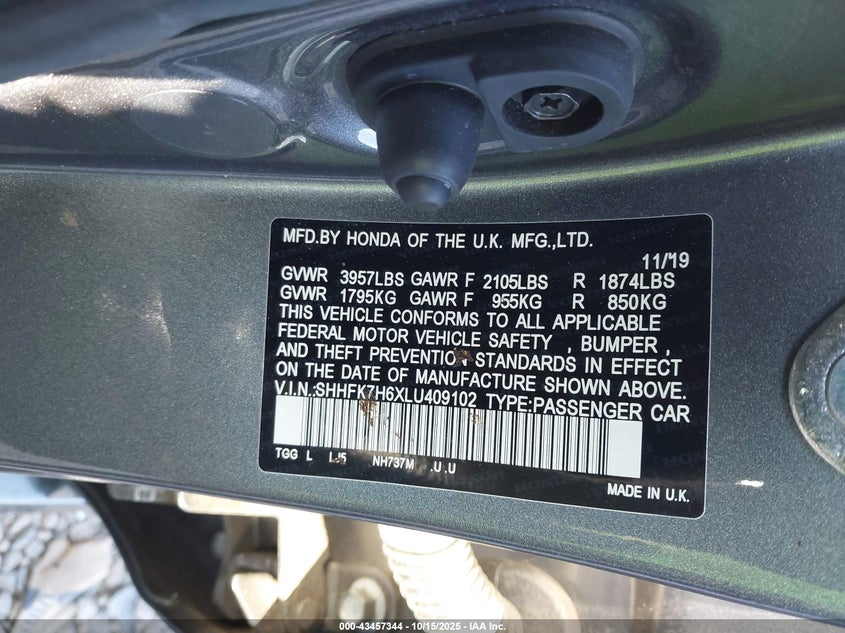 MFD.BY HONDA OF THE U.K. MFG.,LTD.
11/19
GVWR 3957LBS GAWR F 2105LBS R 1874LBS
GVWR 1795KG GAWR F 955KG R 850KG
THIS VEHICLE CONFORMS TO ALL APPLICABLE
FEDERAL MOTOR VEHICLE SAFETY , BUMPER ,
AND THEFT PREVENTION STANDARDS IN EFFECT
ON THE DATE OF MANUFACTURE SHOWN ABOVE.
V.I.N.:SHHFK7H6XLU409102 TYPE:PASSENGER CAR
TGG L NH737M .U.U
MADE IN U.K.
000-43457344 | 10/15/2025 - IAA Inc.